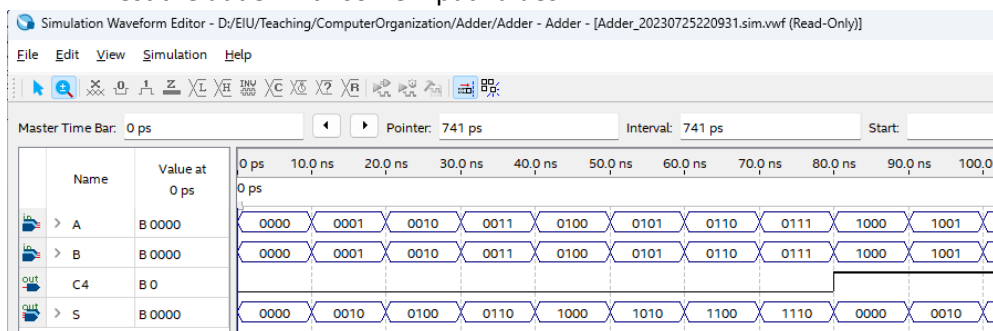 Simulation Waveform Editor - D:/EIU/Teaching/ComputerOrganization/Adder/Adder - Adder - [Adder_20230725220931.sim.vwf (Read-Only)]
File Edit View Simulation Help
Master Time Bar: 0 ps Pointer: 741 ps Interval: 741 ps Start:
Name Value at 0 ps 0 ps 10.0 ns 20.0 ns 30.0 ns 40.0 ns 50.0 ns 60.0 ns 70.0 ns 80.0 ns 90.0 ns 100.0
0 ps
in > A B 0000 0000 0001 0010 0011 0100 0101 0110 0111 1000 1001
in > B B 0000 0000 0001 0010 0011 0100 0101 0110 0111 1000 1001
out C4 B 0
out > S B 0000 0000 0010 0100 0110 1000 1010 1100 1110 0000 0010